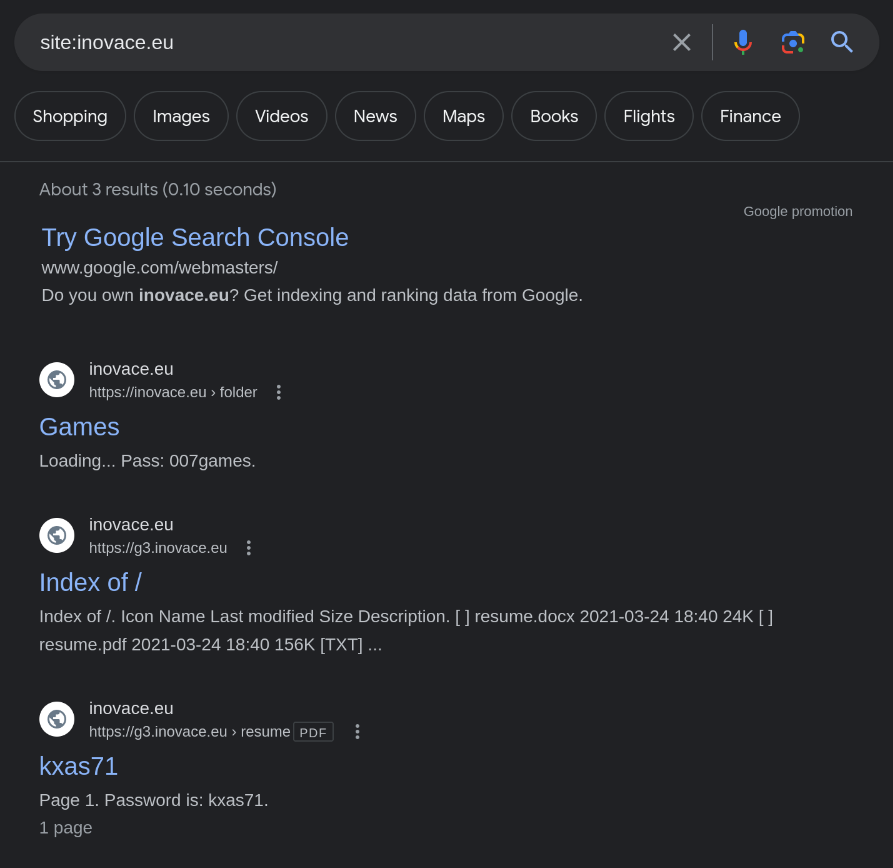 site:inovace.eu
Shopping
Images
Videos
News
Maps
Books
Flights
Finance
About 3 results (0.10 seconds)
Google promotion
Try Google Search Console
www.google.com/webmasters/
Do you own inovace.eu? Get indexing and ranking data from Google.
inovace.eu
https://inovace.eu › folder
Games
Loading... Pass: 007games.
inovace.eu
https://g3.inovace.eu
Index of /
Index of /. Icon Name Last modified Size Description. [ ] resume.docx 2021-03-24 18:40 24K [ ]
resume.pdf 2021-03-24 18:40 156K [TXT] ...
inovace.eu
https://g3.inovace.eu › resume PDF
kxas71
Page 1. Password is: kxas71.
1 page